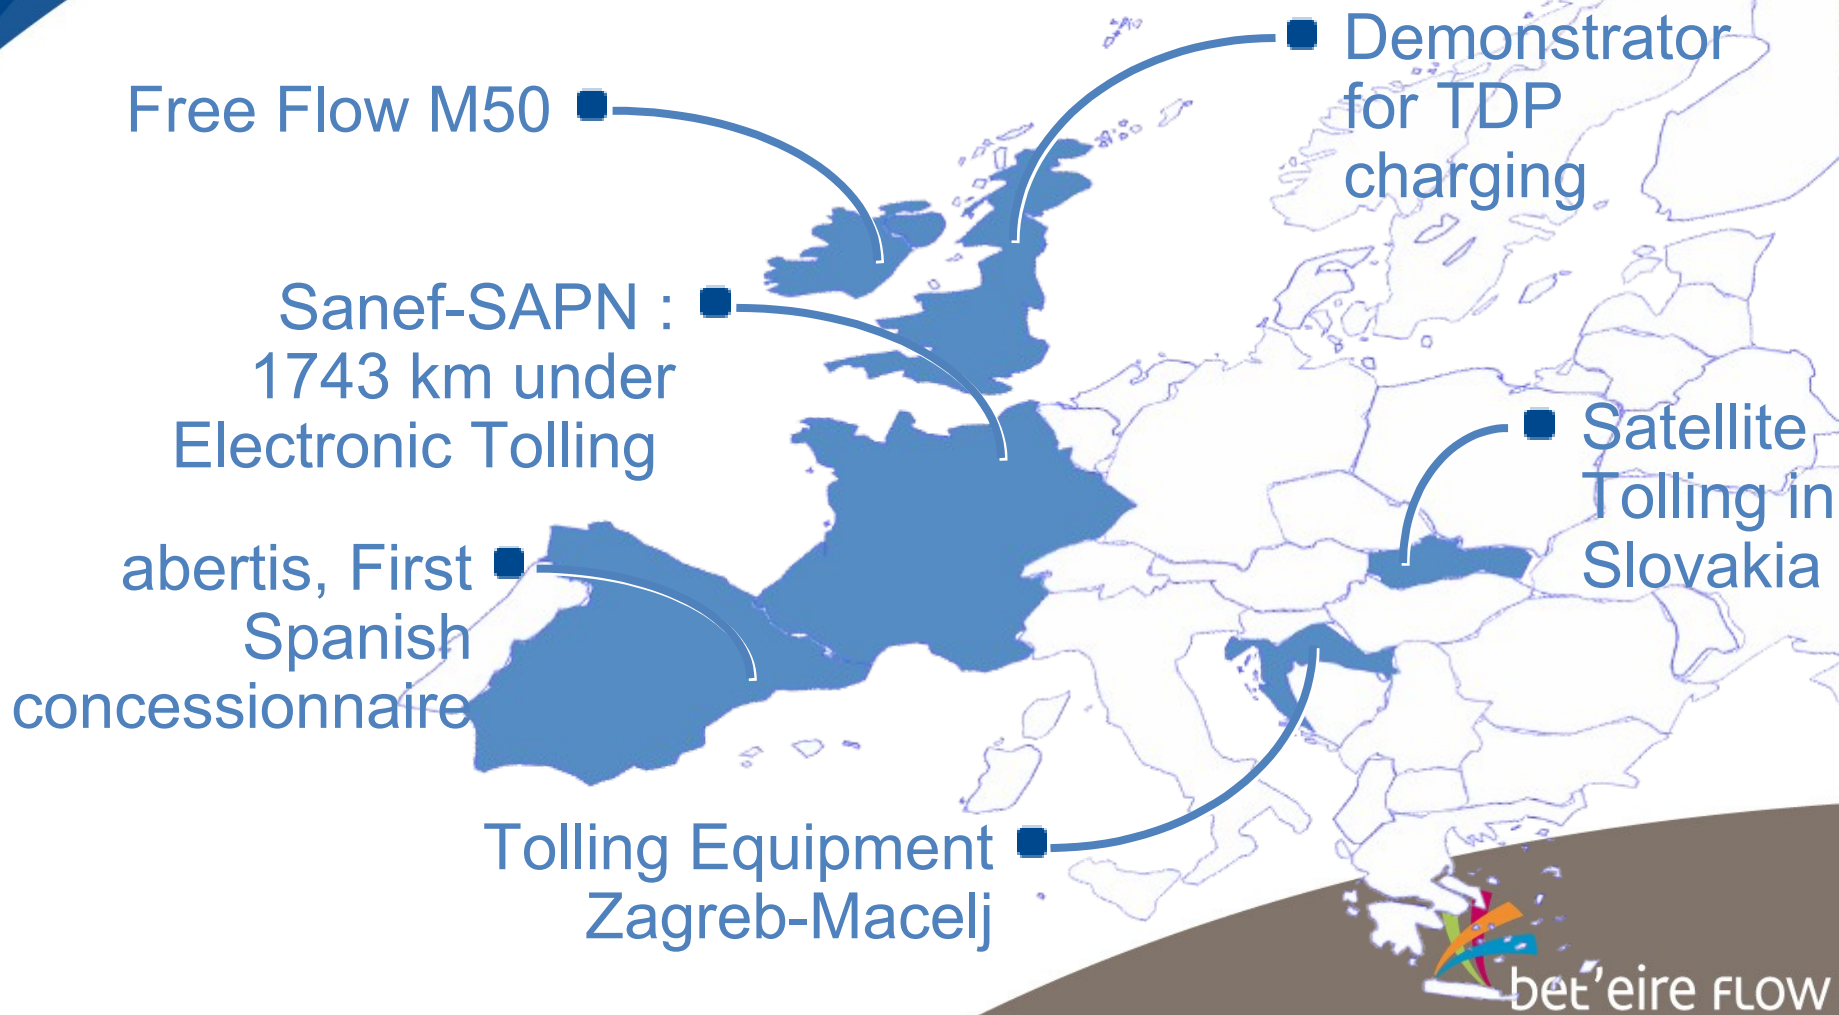 Demonstrator
for TDP
charging
Free Flow M50
Sanef-SAPN :
1743 km under
Electronic Tolling
Satellite
Tolling in
Slovakia
abertis, First
Spanish
concessionnaire
Tolling Equipment
Zagreb-Macelj
bet'eire FLOW